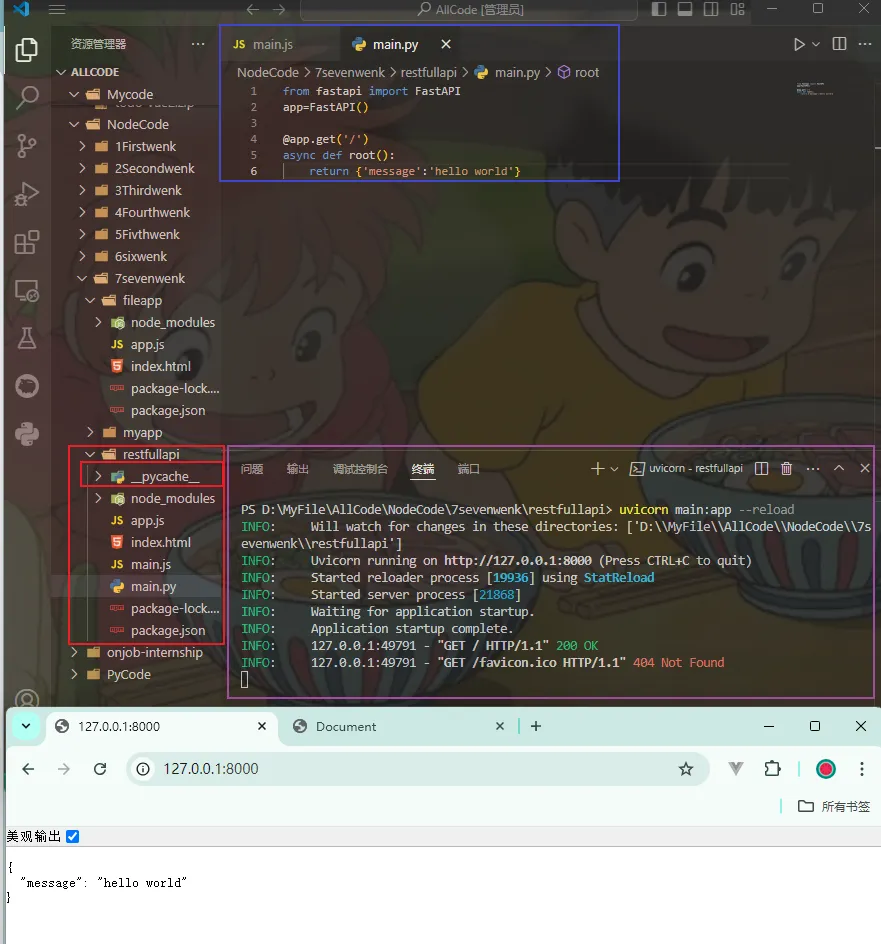 AllCode [管理员]
资源管理器
ALLCODE
Mycode
NodeCode
1Firstwenk
2Secondwenk
3Thirdwenk
4Fourthwenk
5Fivthwenk
6sixwenk
7sevenwenk
fileapp
node_modules
JS app.js
index.html
package-lock....
package.json
myapp
restfullapi
__pycache__
node_modules
JS app.js
index.html
JS main.js
main.py
package-lock....
package.json
onjob-internship
PyCode
JS main.js
main.py
NodeCode > 7sevenwenk > restfullapi > main.py > root
1 from fastapi import FastAPI
2 app=FastAPI()
3
4 @app.get('/')
5 async def root():
6 return {'message':'hello world'}
问题 输出 调试控制台 终端 端口
uvicorn - restfullapi
PS D:\MyFile\AllCode\NodeCode\7sevenwenk\restfullapi> uvicorn main:app --reload
INFO: Will watch for changes in these directories: ['D:\\MyFile\\AllCode\\NodeCode\\7s
evenwenk\\restfullapi']
INFO: Uvicorn running on http://127.0.0.1:8000 (Press CTRL+C to quit)
INFO: Started reloader process [19936] using StatReload
INFO: Started server process [21868]
INFO: Waiting for application startup.
INFO: Application startup complete.
INFO: 127.0.0.1:49791 - "GET / HTTP/1.1" 200 OK
INFO: 127.0.0.1:49791 - "GET /favicon.ico HTTP/1.1" 404 Not Found
127.0.0.1:8000
Document
127.0.0.1:8000
所有书签
美观输出
{
"message": "hello world"
}